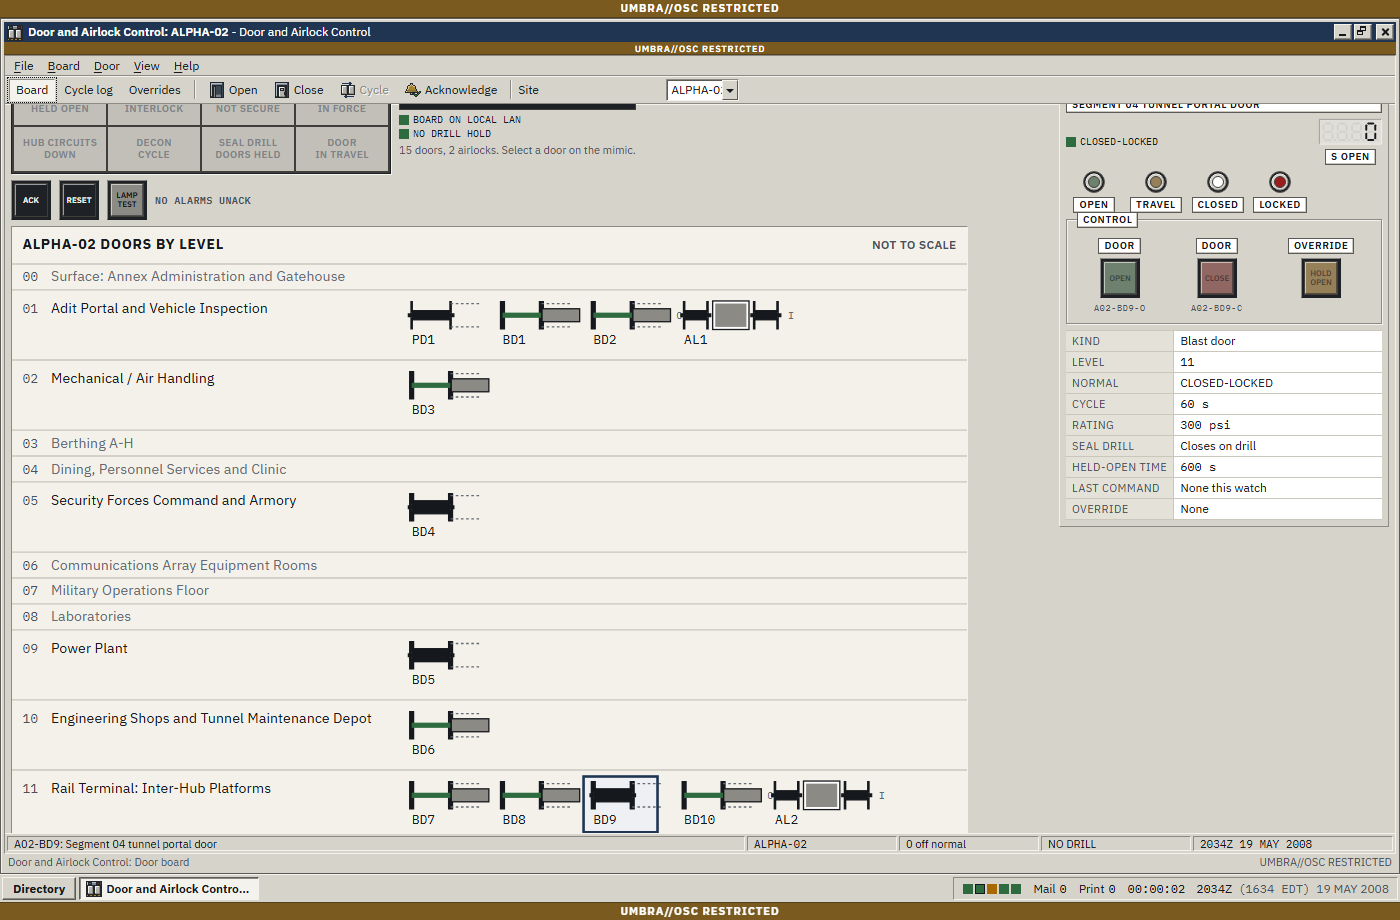 UMBRA//OSC RESTRICTED
Door and Airlock Control: ALPHA-02 - Door and Airlock Control
UMBRA//OSC RESTRICTED
File Board Door View Help
Board Cycle log Overrides Open Close Cycle Acknowledge Site ALPHA-02
HELD OPEN INTERLOCK NOT SECURE IN FORCE
HUB CIRCUITS DOWN DECON CYCLE SEAL DRILL DOORS HELD DOOR IN TRAVEL
BOARD ON LOCAL LAN
NO DRILL HOLD
15 doors, 2 airlocks. Select a door on the mimic.
ACK RESET LAMP TEST NO ALARMS UNACK
ALPHA-02 DOORS BY LEVEL NOT TO SCALE
00 Surface: Annex Administration and Gatehouse
01 Adit Portal and Vehicle Inspection
O I
PD1 BD1 BD2 AL1
02 Mechanical / Air Handling
BD3
03 Berthing A-H
04 Dining, Personnel Services and Clinic
05 Security Forces Command and Armory
BD4
06 Communications Array Equipment Rooms
07 Military Operations Floor
08 Laboratories
09 Power Plant
BD5
10 Engineering Shops and Tunnel Maintenance Depot
BD6
11 Rail Terminal: Inter-Hub Platforms
O I
BD7 BD8 BD9 BD10 AL2
SEGMENT 04 TUNNEL PORTAL DOOR
CLOSED-LOCKED
0
S OPEN
OPEN TRAVEL CLOSED LOCKED
CONTROL
DOOR DOOR OVERRIDE
OPEN CLOSE HOLD OPEN
A02-BD9-O A02-BD9-C
KIND Blast door
LEVEL 11
NORMAL CLOSED-LOCKED
CYCLE 60 s
RATING 300 psi
SEAL DRILL Closes on drill
HELD-OPEN TIME 600 s
LAST COMMAND None this watch
OVERRIDE None
A02-BD9: Segment 04 tunnel portal door ALPHA-02 0 off normal NO DRILL 2034Z 19 MAY 2008
Door and Airlock Control: Door board UMBRA//OSC RESTRICTED
Directory Door and Airlock Contro... Mail 0 Print 0 00:00:02 2034Z (1634 EDT) 19 MAY 2008
UMBRA//OSC RESTRICTED